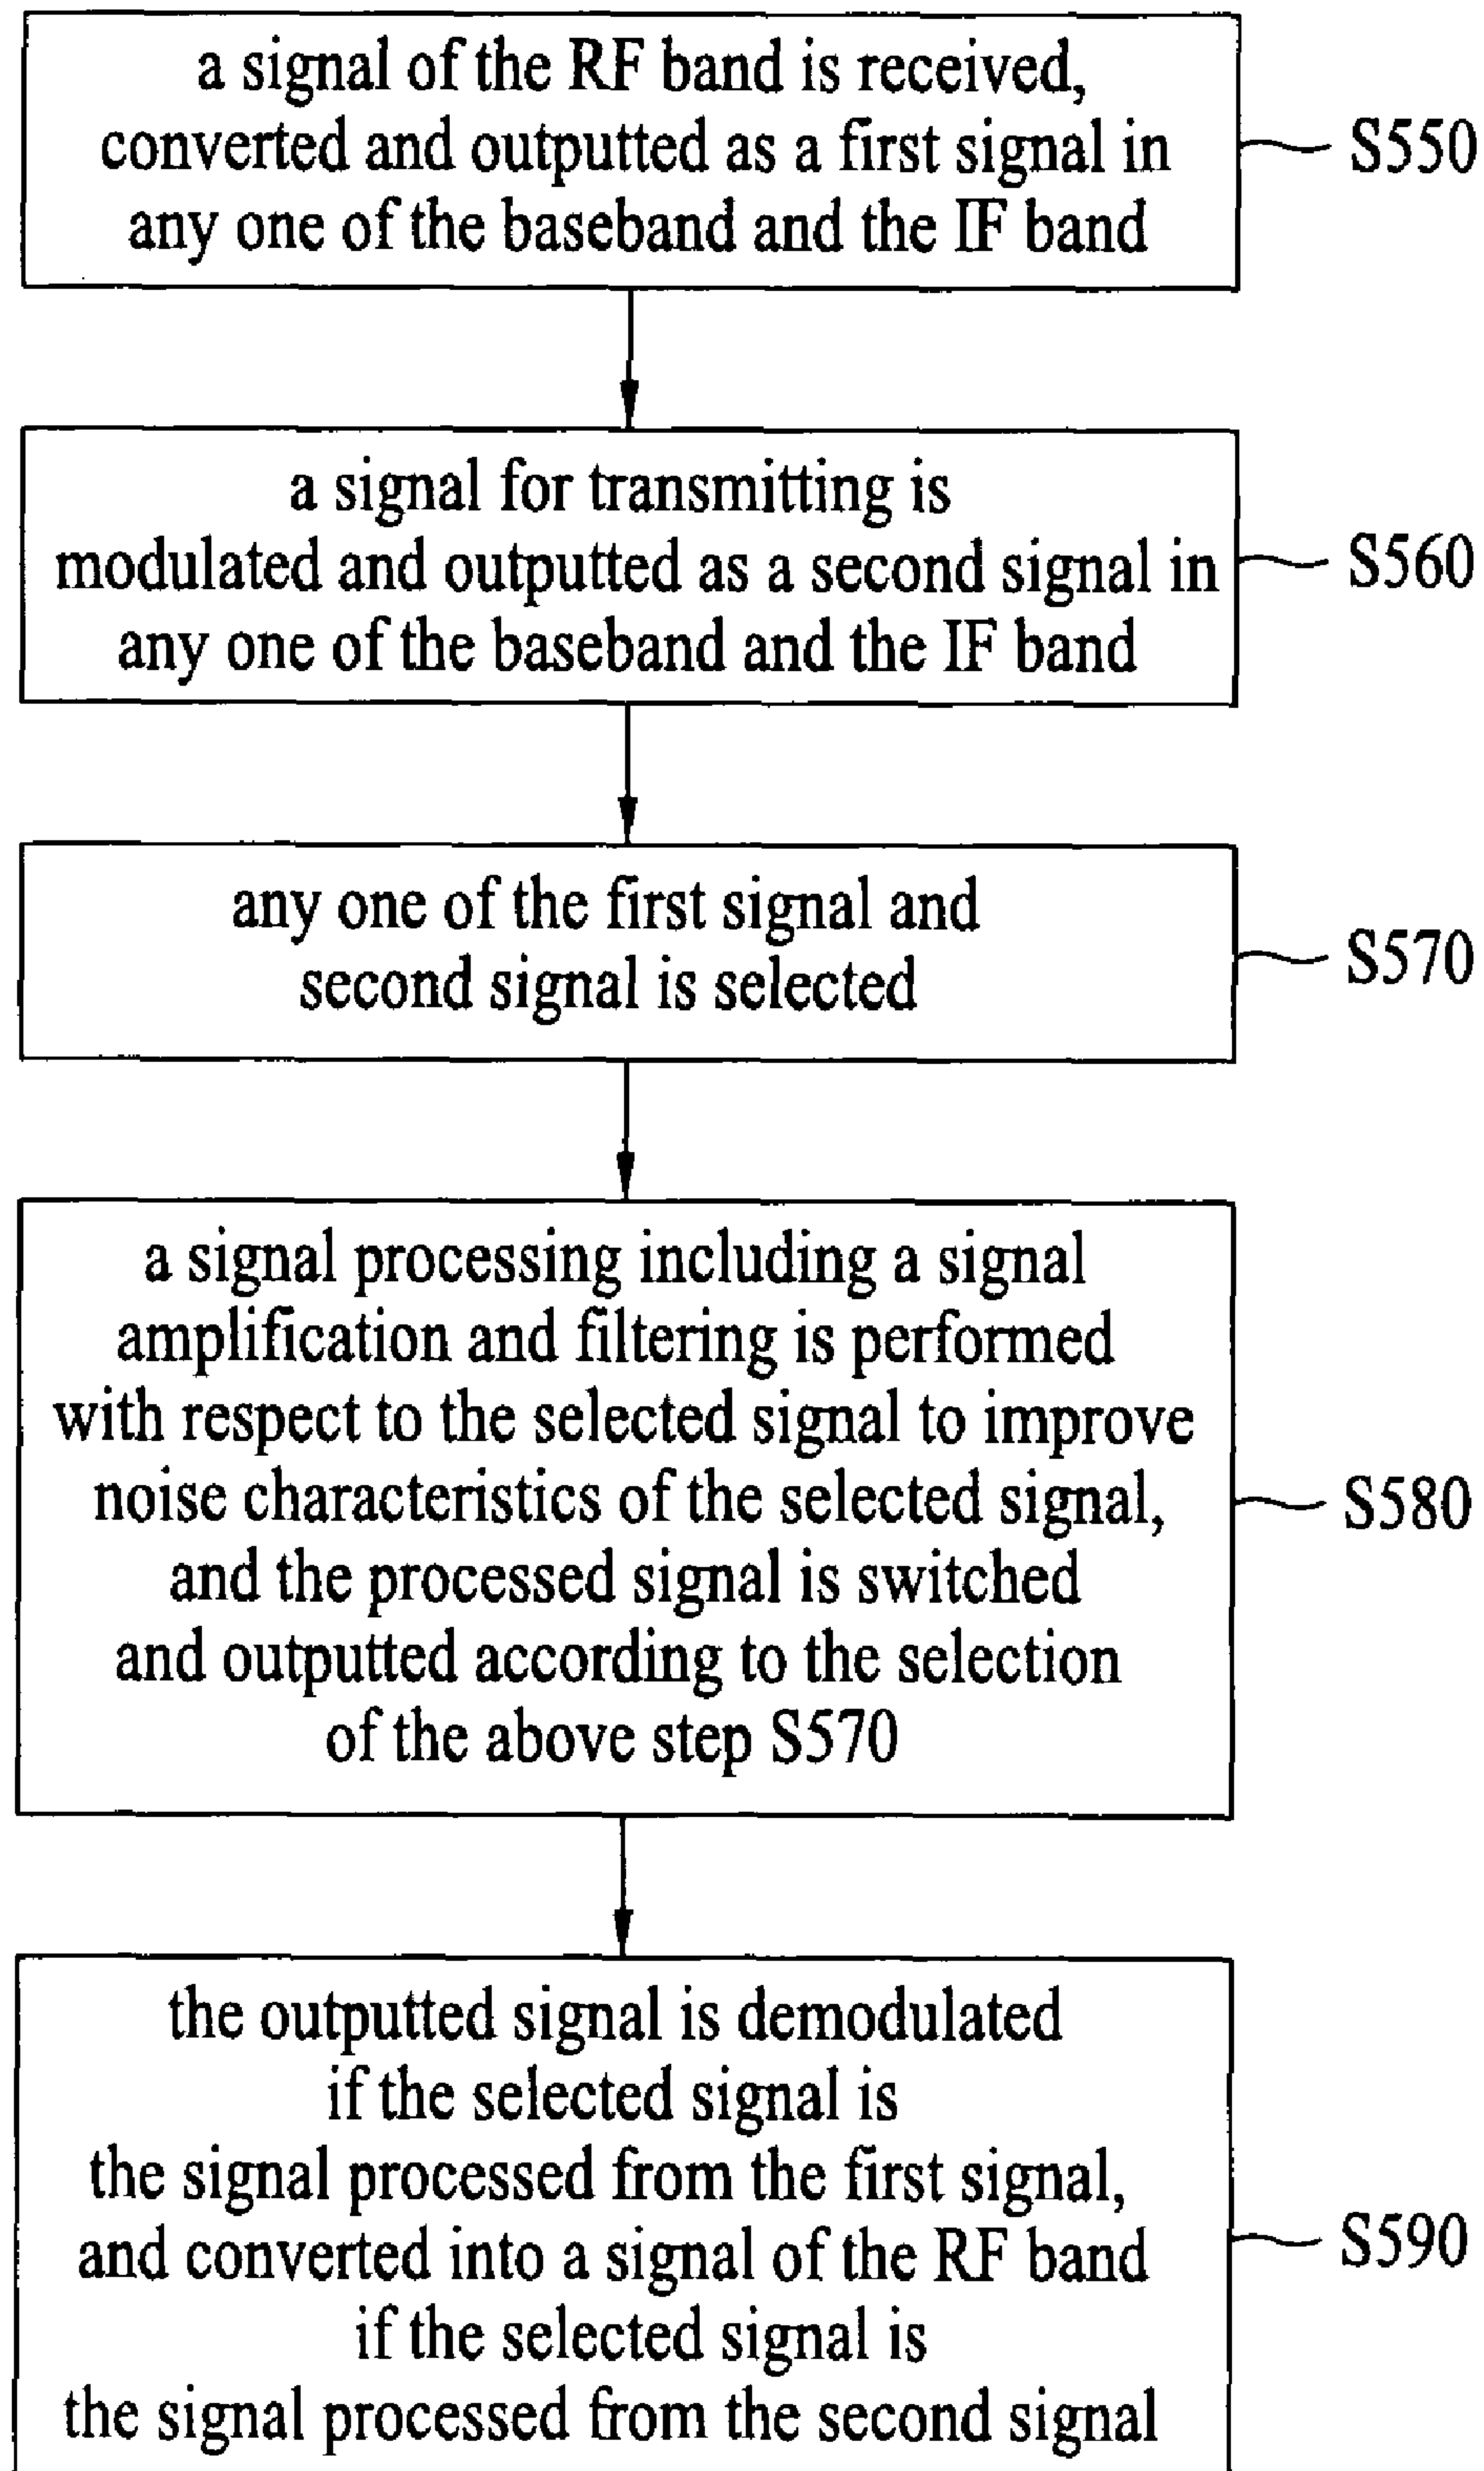 a signal of the RF band is received,
converted and outputted as a first signal in
any one of the baseband and the IF band
S550
a signal for transmitting is
modulated and outputted as a second signal in
any one of the baseband and the IF band
S560
any one of the first signal and
second signal is selected
S570
a signal processing including a signal
amplification and filtering is performed
with respect to the selected signal to improve
noise characteristics of the selected signal,
and the processed signal is switched
and outputted according to the selection
of the above step S570
S580
the outputted signal is demodulated
if the selected signal is
the signal processed from the first signal,
and converted into a signal of the RF band
if the selected signal is
the signal processed from the second signal
S590